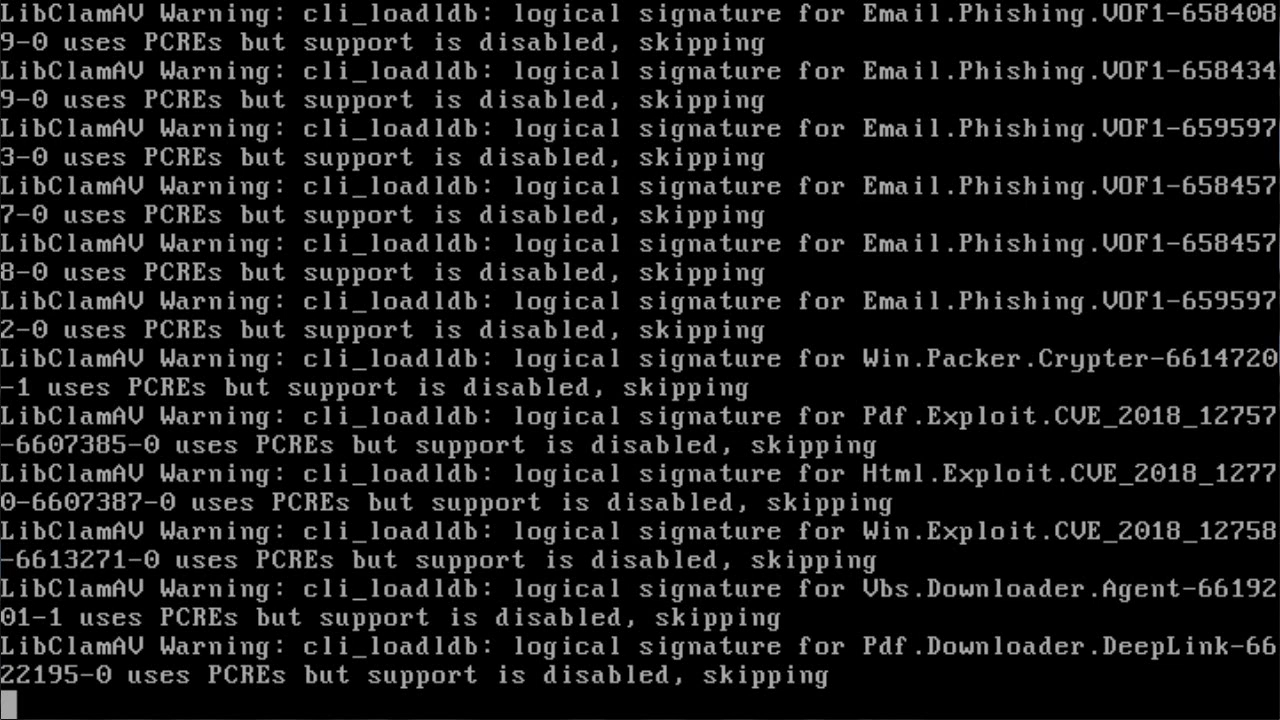 LibClamAV Warning: cli_loadldb: logical signature for Email.Phishing.VOF1-658408
9-0 uses PCREs but support is disabled, skipping
LibClamAV Warning: cli_loadldb: logical signature for Email.Phishing.VOF1-658434
9-0 uses PCREs but support is disabled, skipping
LibClamAV Warning: cli_loadldb: logical signature for Email.Phishing.VOF1-659597
3-0 uses PCREs but support is disabled, skipping
LibClamAV Warning: cli_loadldb: logical signature for Email.Phishing.VOF1-658457
7-0 uses PCREs but support is disabled, skipping
LibClamAV Warning: cli_loadldb: logical signature for Email.Phishing.VOF1-658457
8-0 uses PCREs but support is disabled, skipping
LibClamAV Warning: cli_loadldb: logical signature for Email.Phishing.VOF1-659597
2-0 uses PCREs but support is disabled, skipping
LibClamAV Warning: cli_loadldb: logical signature for Win.Packer.Crypter-6614720
-1 uses PCREs but support is disabled, skipping
LibClamAV Warning: cli_loadldb: logical signature for Pdf.Exploit.CVE_2018_12757
-6607385-0 uses PCREs but support is disabled, skipping
LibClamAV Warning: cli_loadldb: logical signature for Html.Exploit.CVE_2018_1277
0-6607387-0 uses PCREs but support is disabled, skipping
LibClamAV Warning: cli_loadldb: logical signature for Win.Exploit.CVE_2018_12758
-6613271-0 uses PCREs but support is disabled, skipping
LibClamAV Warning: cli_loadldb: logical signature for Vbs.Downloader.Agent-66192
01-1 uses PCREs but support is disabled, skipping
LibClamAV Warning: cli_loadldb: logical signature for Pdf.Downloader.DeepLink-66
22195-0 uses PCREs but support is disabled, skipping